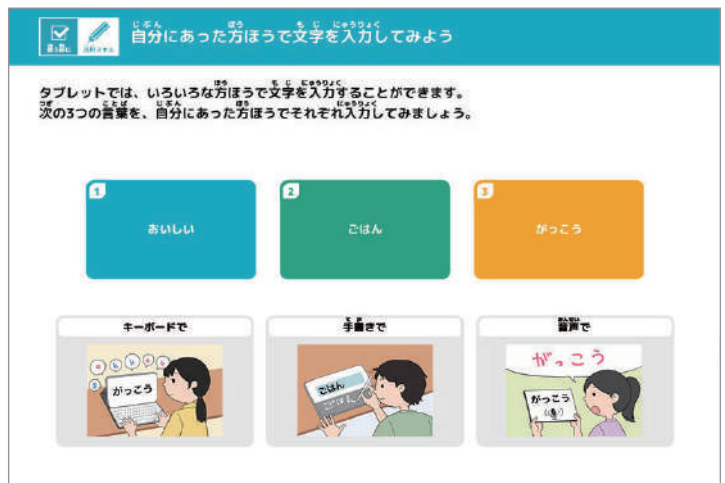 自分にあった方ほうで文字を入力してみよう
タブレットでは、いろいろな方ほうで文字を入力することができます。
次の3つの言葉を、自分にあった方ほうでそれぞれ入力してみましょう。
1
おいしい
2
ごはん
3
がっこう
キーボードで
手書きで
音声で
がっこう
ごはん
ごはん
がっこう
がっこう